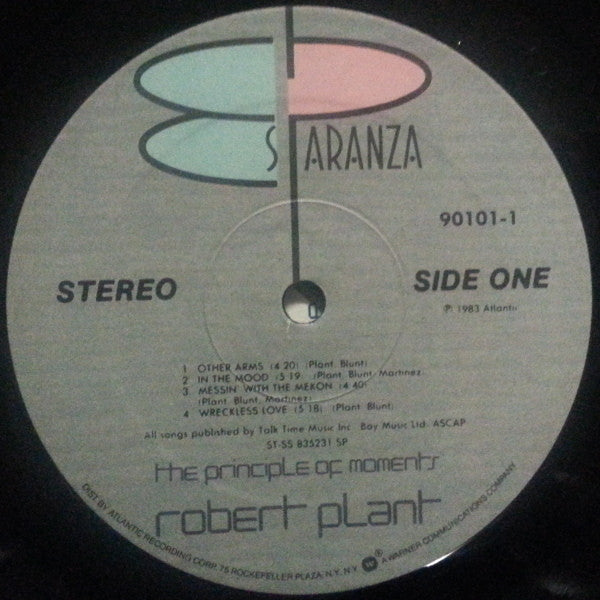 ES PARANZA
90101-1
STEREO
SIDE ONE
℗ 1983 Atlantic
1 OTHER ARMS (4:20) (Plant, Blunt)
2 IN THE MOOD (5:19) (Plant, Blunt, Martinez)
3 MESSIN' WITH THE MEKON (4:40)
(Plant, Blunt, Martinez)
4 WRECKLESS LOVE (5:18) (Plant, Blunt)
All songs published by Talk Time Music Inc. Bay Music Ltd. ASCAP
ST-SS 835231 SP
the principle of moments
robert plant
DIST BY ATLANTIC RECORDING CORP. 75 ROCKEFELLER PLAZA, N.Y. N.Y. W ® A WARNER COMMUNICATIONS COMPANY